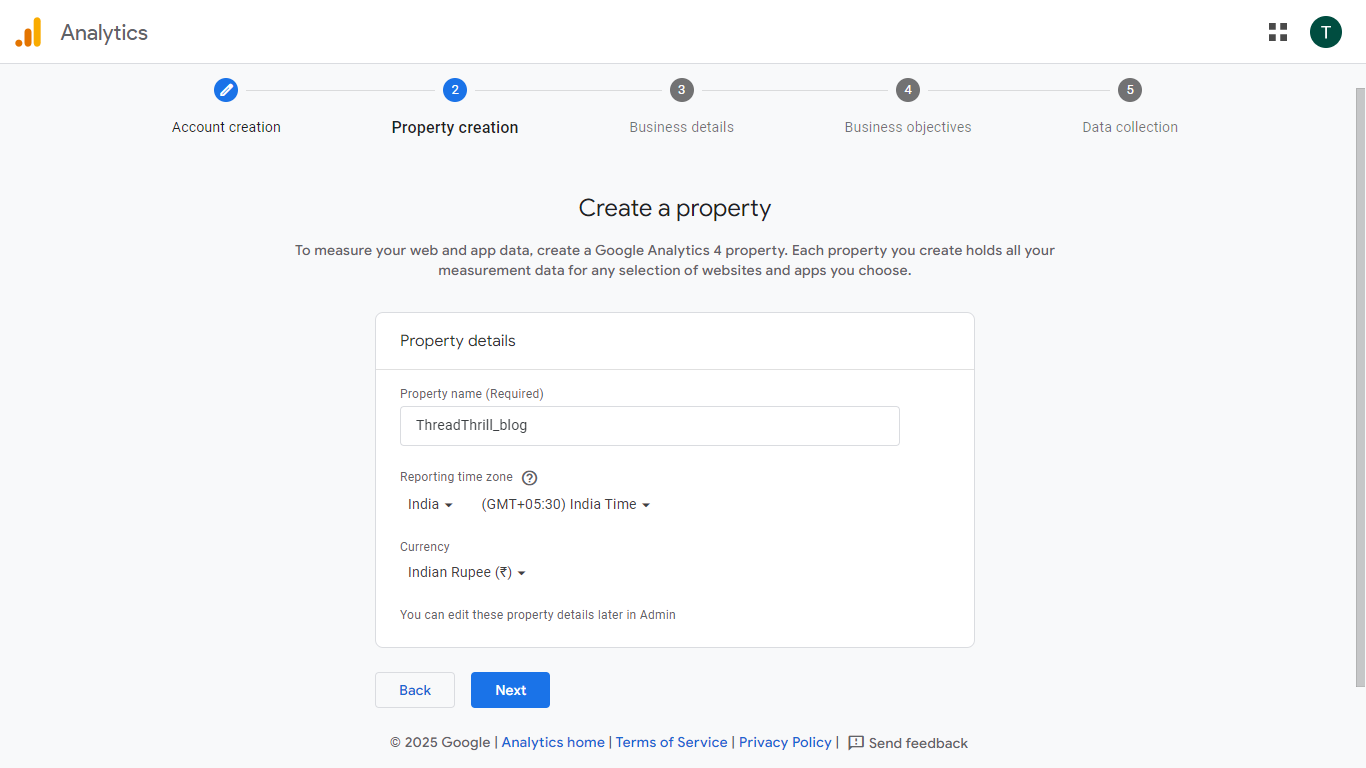 Analytics
T
2
3
4
5
Account creation
Property creation
Business details
Business objectives
Data collection
Create a property
To measure your web and app data, create a Google Analytics 4 property. Each property you create holds all your
measurement data for any selection of websites and apps you choose.
Property details
Property name (Required)
ThreadThrill_blog
Reporting time zone ?
India (GMT+05:30) India Time
Currency
Indian Rupee (₹)
You can edit these property details later in Admin
Back Next
© 2025 Google | Analytics home | Terms of Service | Privacy Policy | Send feedback